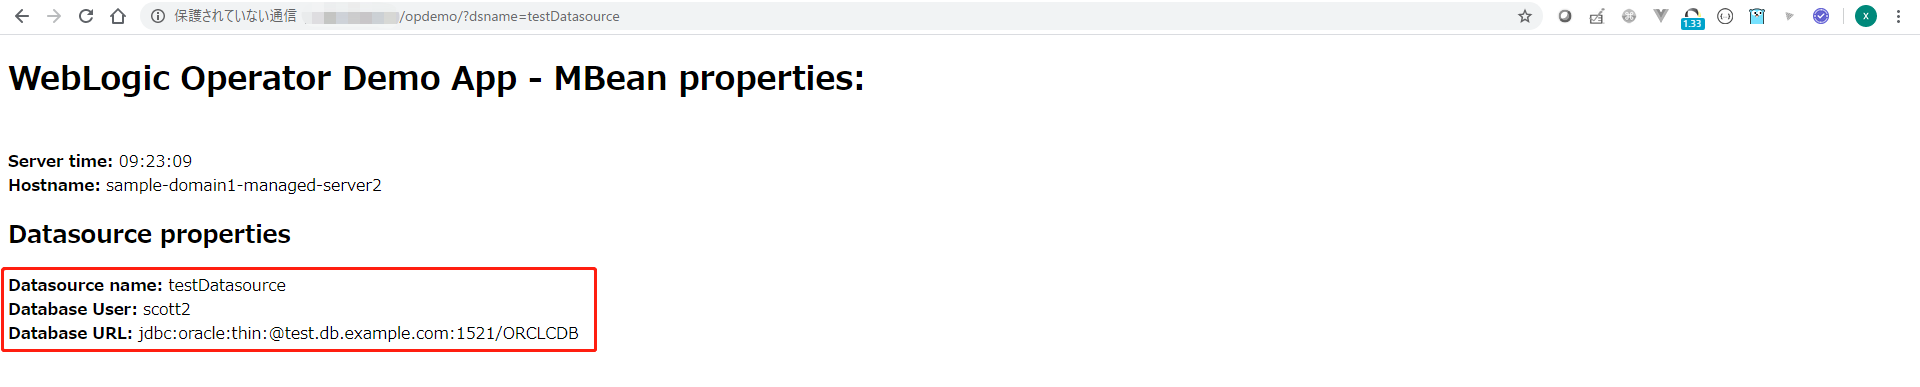 保護されていない通信 /opdemo/?dsname=testDatasource
1.33
x
WebLogic Operator Demo App - MBean properties:
Server time: 09:23:09
Hostname: sample-domain1-managed-server2
Datasource properties
Datasource name: testDatasource
Database User: scott2
Database URL: jdbc:oracle:thin:@test.db.example.com:1521/ORCLCDB